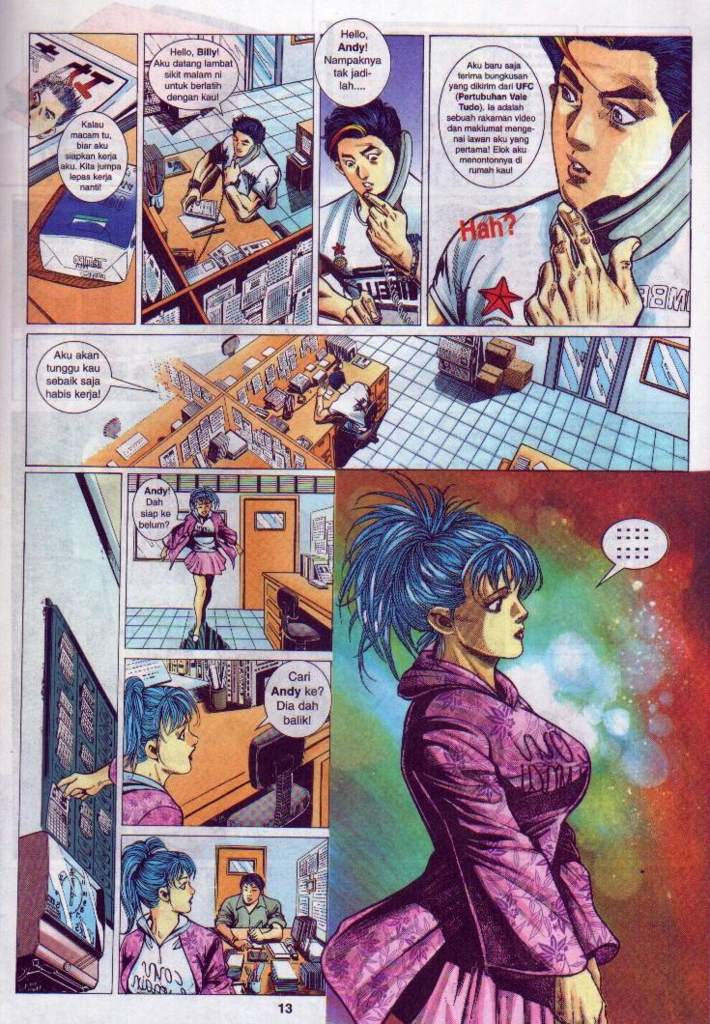 Kalau
macam tu,
biar aku
siapkan kerja
aku. Kita jumpa
lepas kerja
nanti!
Hello, Billy!
Aku datang lambat
sikit malam ni
untuk berlatih
dengan kau!
Hello,
Andy!
Nampaknya
tak jadi-
lah....
Aku baru saja
terima bungkusan
yang dikirim dari UFC
(Pertubuhan Vale
Tudo). Ia adalah
sebuah rakaman video
dan maklumat menge-
nai lawan aku yang
pertama! Elok aku
menontonnya di
rumah kau!
Hah?
Aku akan
tunggu kau
sebaik saja
habis kerja!
Andy!
Dah
siap ke
belum?
Cari
Andy ke?
Dia dah
balik!
13